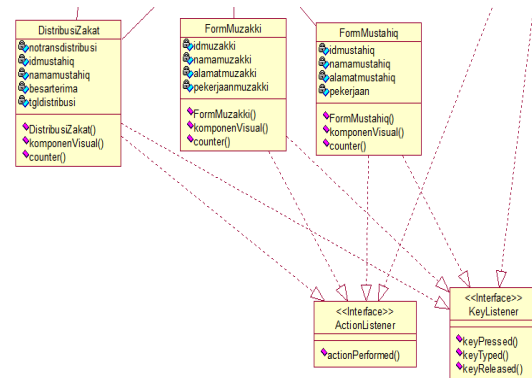 DistribusiZakat
notransdistribusi
idmustahiq
namamustahiq
besarterima
tgldistribusi
DistribusiZakat()
komponenVisual()
counter()
FormMuzakki
idmuzakki
namamuzakki
alamatmuzakki
pekerjaanmuzakki
FormMuzakki()
komponenVisual()
counter()
FormMustahiq
idmustahiq
namamustahiq
alamatmustahiq
pekerjaan
FormMustahiq()
komponenVisual()
counter()
<<Interface>>
ActionListener
actionPerformed()
<<Interface>>
KeyListener
keyPressed()
keyTyped()
keyReleased()